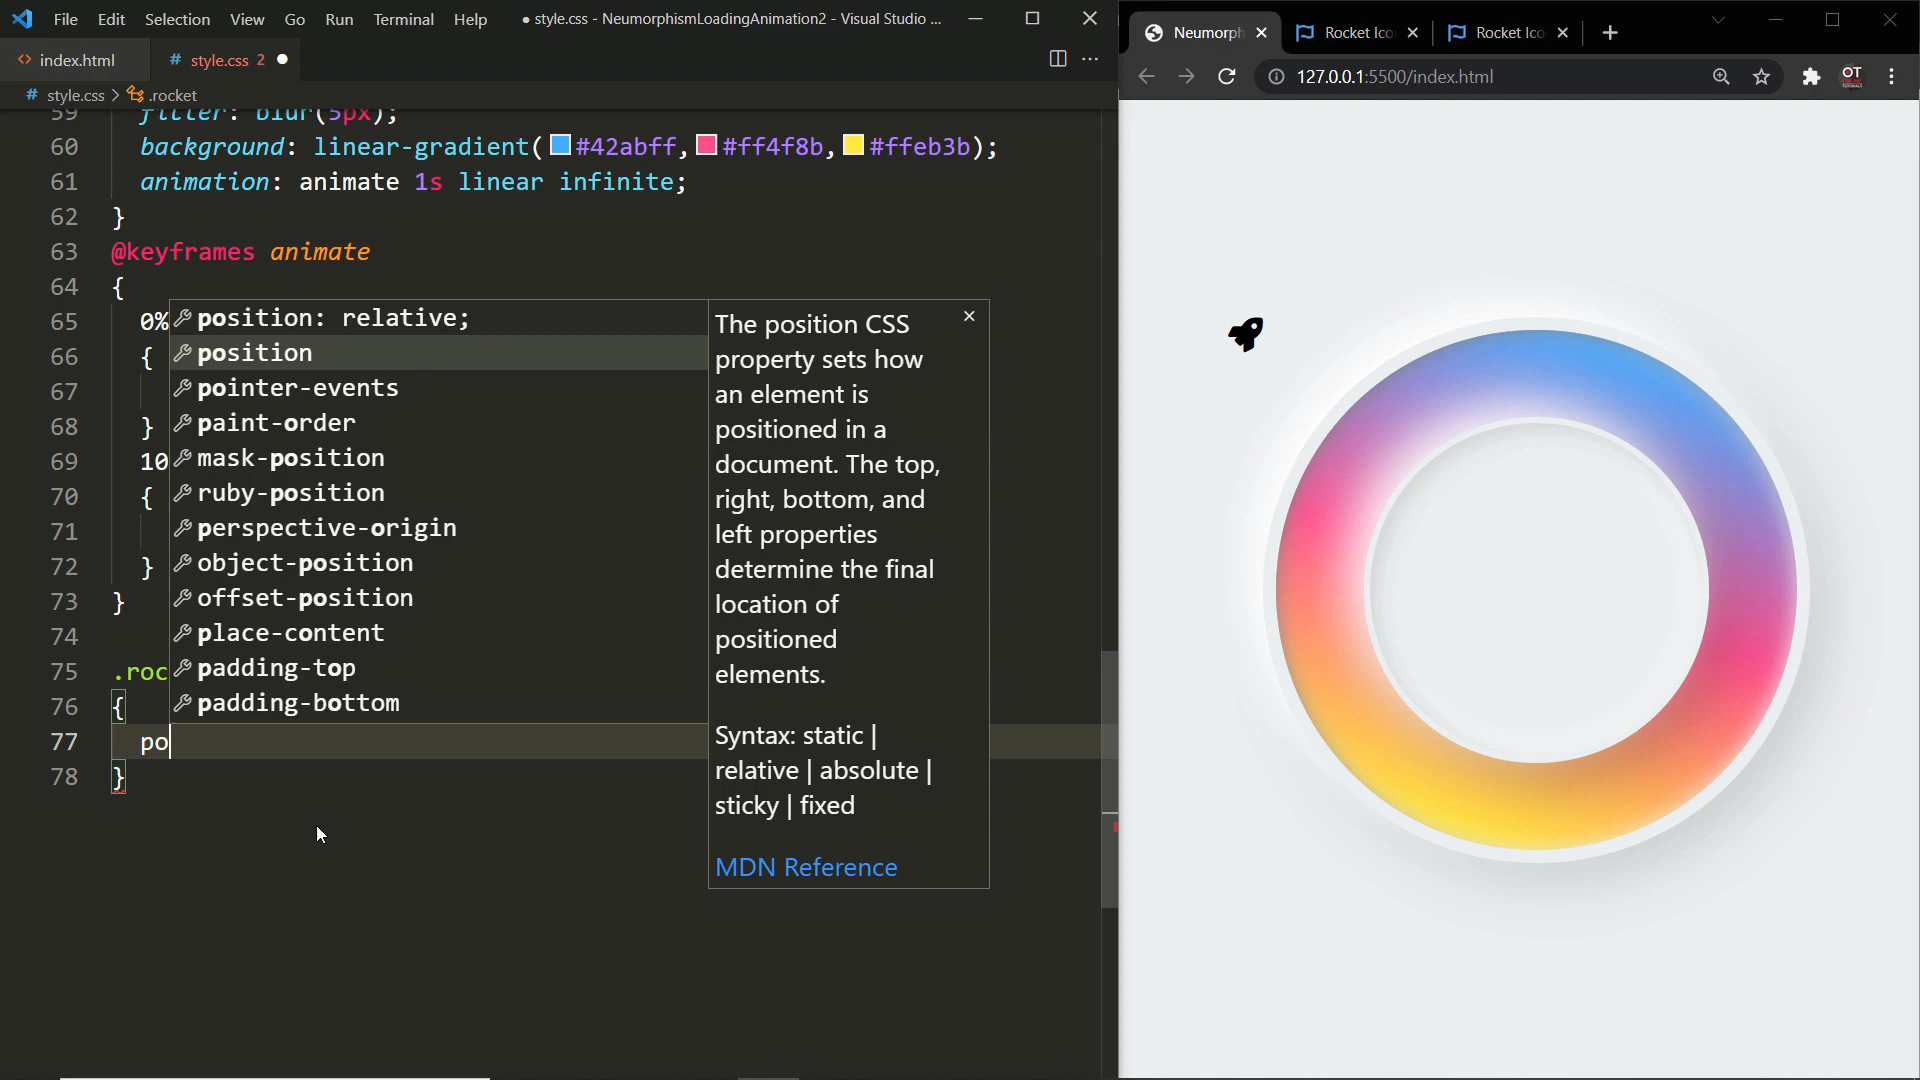 File Edit Selection View Go Run Terminal Help ● style.css - NeumorphismLoadingAnimation2 - Visual Studio ...
<> index.html # style.css 2 ●
# style.css > .rocket
59 filter: blur(5px);
60 background: linear-gradient(#42abff,#ff4f8b,#ffeb3b);
61 animation: animate 1s linear infinite;
62 }
63 @keyframes animate
64 {
65 0%
66 {
67
68 }
69 10
70 {
71
72 }
73 }
74
75 .roc
76 {
77 po
78 }
position: relative;
position
pointer-events
paint-order
mask-position
ruby-position
perspective-origin
object-position
offset-position
place-content
padding-top
padding-bottom
The position CSS
property sets how
an element is
positioned in a
document. The top,
right, bottom, and
left properties
determine the final
location of
positioned
elements.
Syntax: static |
relative | absolute |
sticky | fixed
MDN Reference
Neumorph Rocket Ico Rocket Ico
127.0.0.1:5500/index.html
OT